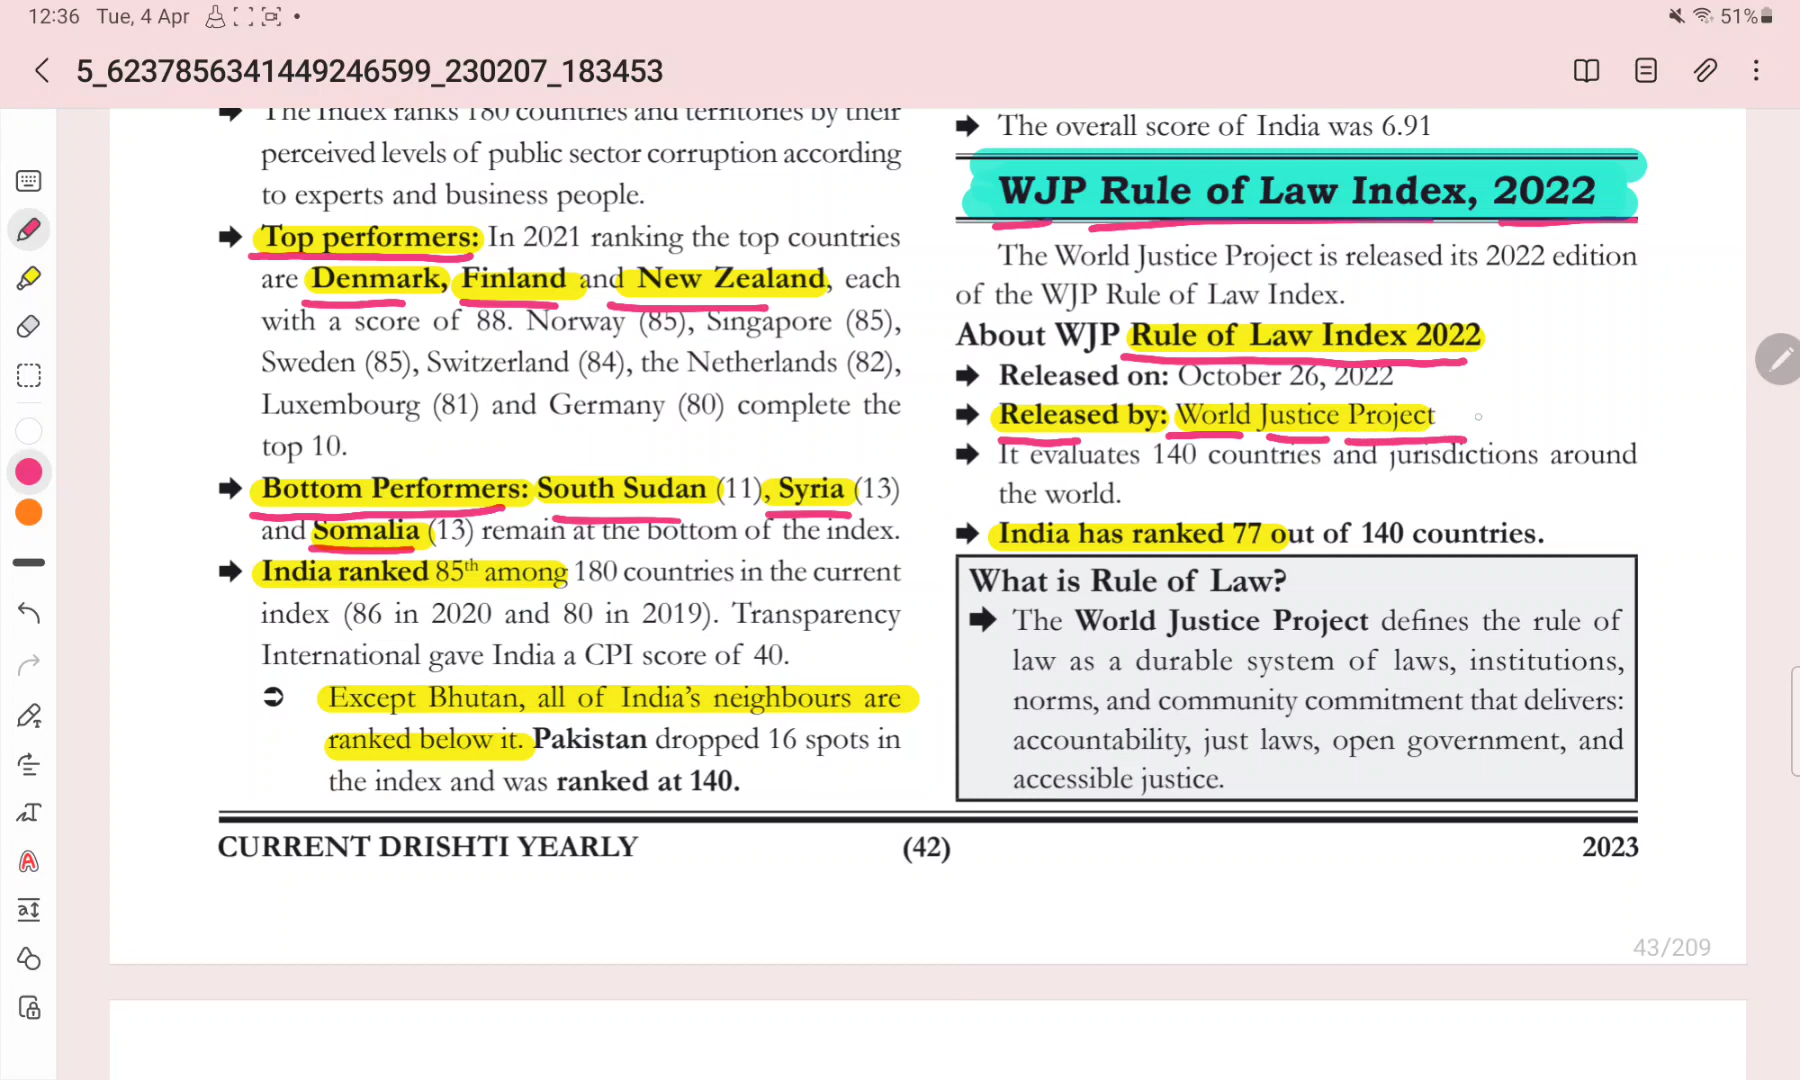 12:36 Tue, 4 Apr
51%
5_6237856341449246599_230207_183453
The Index ranks 180 countries and territories by their
perceived levels of public sector corruption according
to experts and business people.
Top performers: In 2021 ranking the top countries
are Denmark, Finland and New Zealand, each
with a score of 88. Norway (85), Singapore (85),
Sweden (85), Switzerland (84), the Netherlands (82),
Luxembourg (81) and Germany (80) complete the
top 10.
Bottom Performers: South Sudan (11), Syria (13)
and Somalia (13) remain at the bottom of the index.
India ranked 85th among 180 countries in the current
index (86 in 2020 and 80 in 2019). Transparency
International gave India a CPI score of 40.
Except Bhutan, all of India's neighbours are
ranked below it. Pakistan dropped 16 spots in
the index and was ranked at 140.
The overall score of India was 6.91
WJP Rule of Law Index, 2022
The World Justice Project is released its 2022 edition
of the WJP Rule of Law Index.
About WJP Rule of Law Index 2022
Released on: October 26, 2022
Released by: World Justice Project
It evaluates 140 countries and jurisdictions around
the world.
India has ranked 77 out of 140 countries.
What is Rule of Law?
The World Justice Project defines the rule of
law as a durable system of laws, institutions,
norms, and community commitment that delivers:
accountability, just laws, open government, and
accessible justice.
CURRENT DRISHTI YEARLY (42) 2023
43/209